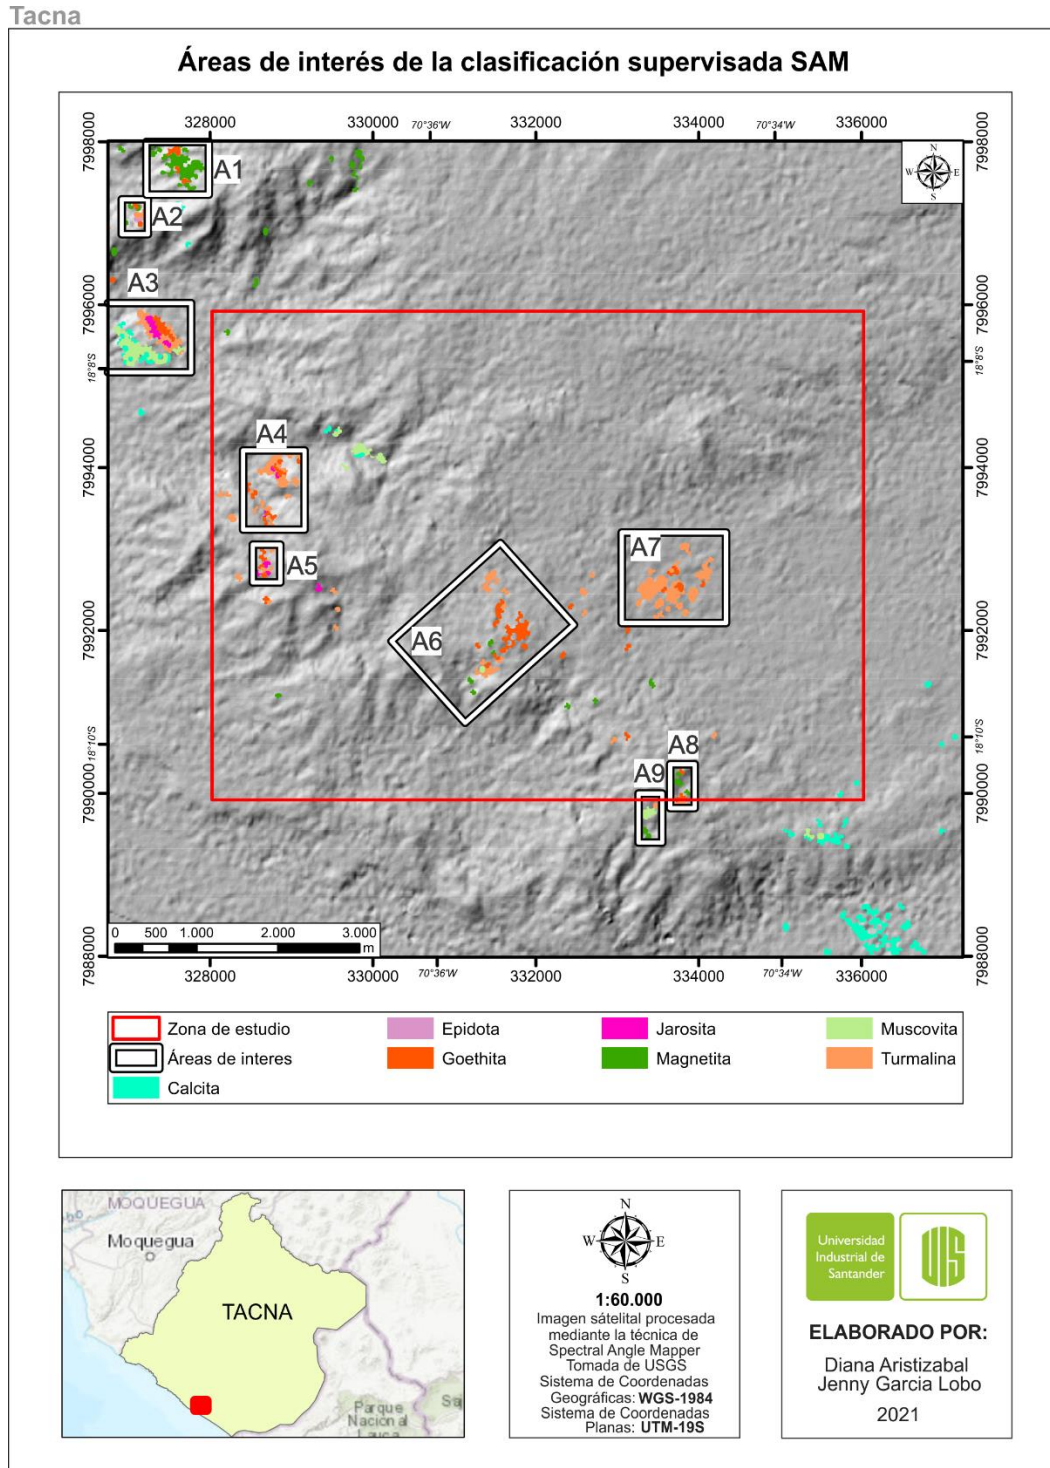 Tacna
Áreas de interés de la clasificación supervisada SAM
328000
330000
70°36'W
332000
334000
70°34'W
336000
7998000
7998000
N
W
E
S
A1
A2
A3
7996000
7996000
18°8'S
18°8'S
A4
7994000
7994000
A5
A6
A7
7992000
7992000
18°10'S
18°10'S
A8
A9
7990000
7990000
0 500 1.000 2.000 3.000
m
7988000
7988000
328000
330000
70°36'W
332000
334000
70°34'W
336000
Zona de estudio
Epidota
Jarosita
Muscovita
Áreas de interes
Goethita
Magnetita
Turmalina
Calcita
MOQUEGUA
Moquegua
TACNA
Parque
Nacional
Lauca
N
W
E
S
1:60.000
Imagen sátelital procesada
mediante la técnica de
Spectral Angle Mapper
Tomada de USGS
Sistema de Coordenadas
Geográficas: WGS-1984
Sistema de Coordenadas
Planas: UTM-19S
Universidad
Industrial de
Santander
UIS
ELABORADO POR:
Diana Aristizabal
Jenny Garcia Lobo
2021